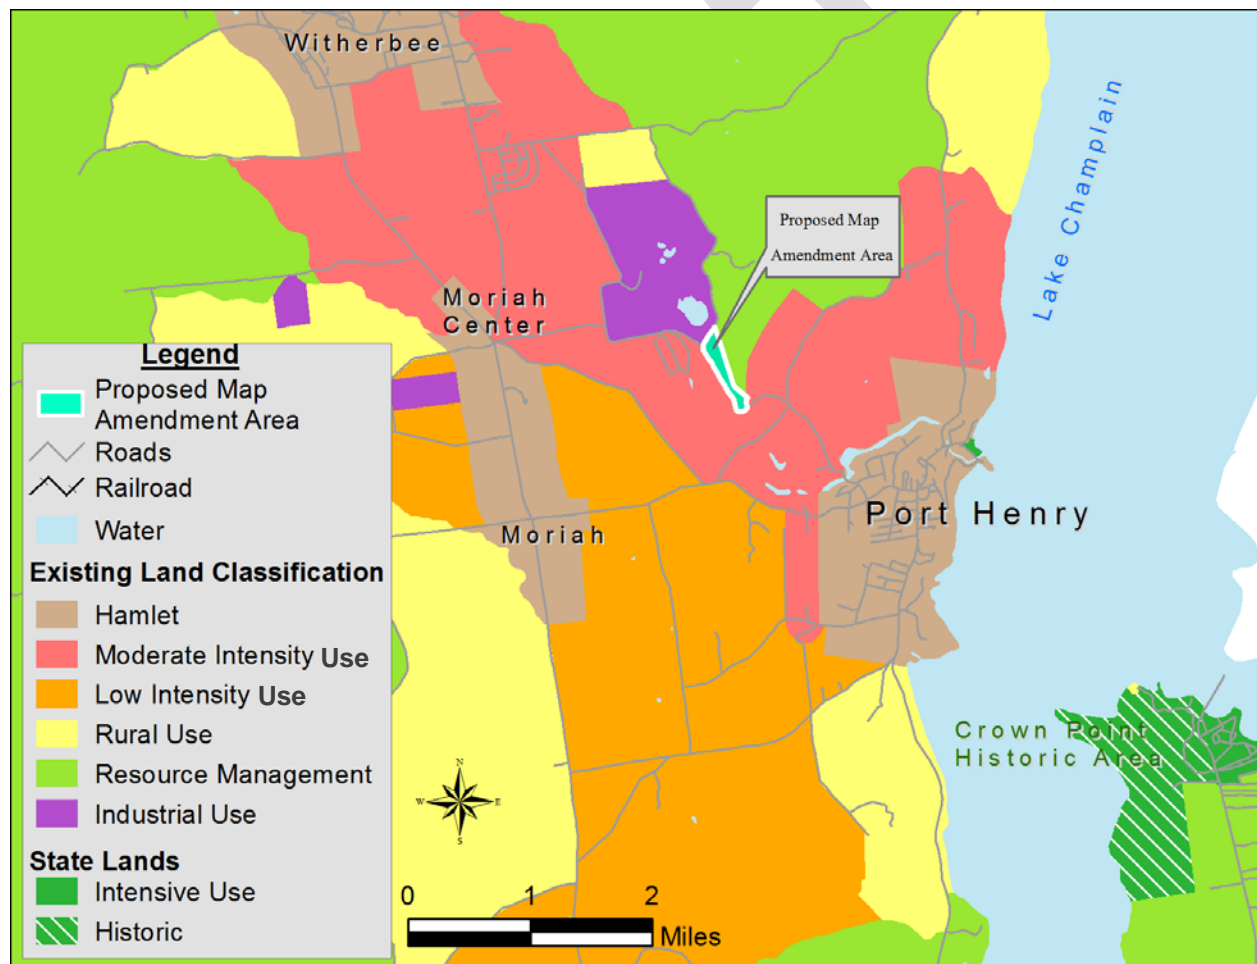 Witherbee
Lake Champlain
Proposed Map
Amendment Area
Moriah
Center
Port Henry
Moriah
Crown Point
Historic Area
Legend
Proposed Map
Amendment Area
Roads
Railroad
Water
Existing Land Classification
Hamlet
Moderate Intensity Use
Low Intensity Use
Rural Use
Resource Management
Industrial Use
State Lands
Intensive Use
Historic
N
W E
S
0 1 2
Miles